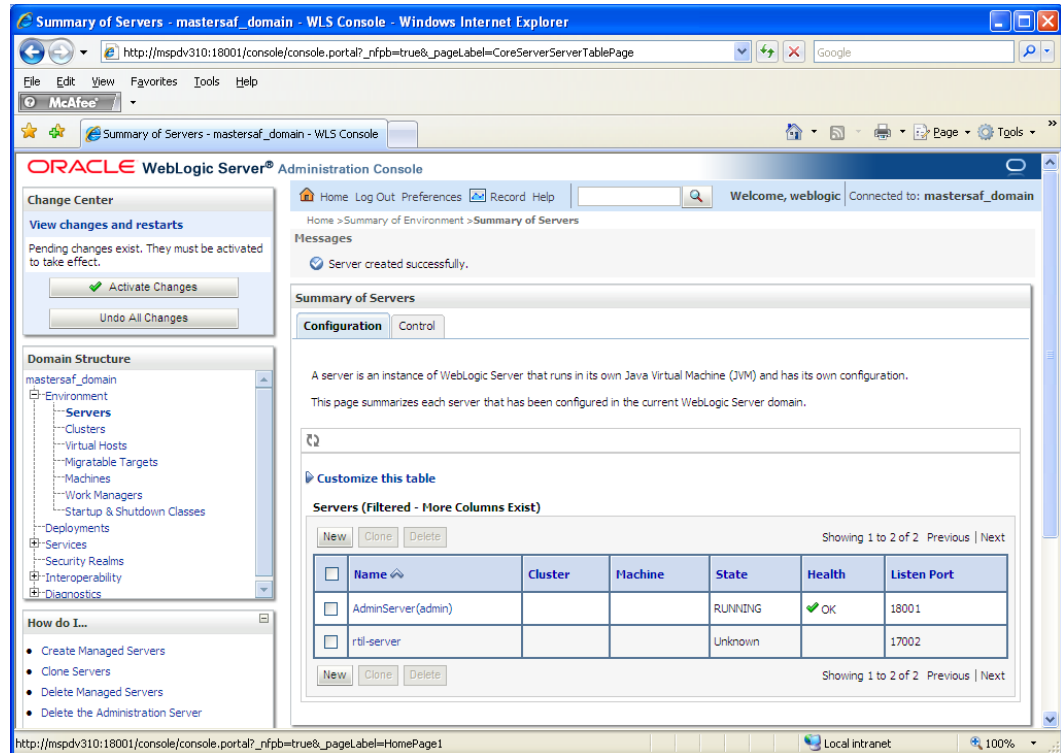 Summary of Servers - mastersaf_domain - WLS Console - Windows Internet Explorer
http://mspdv310:18001/console/console.portal?_nfpb=true&_pageLabel=CoreServerServerTablePage
Google
File Edit View Favorites Tools Help
McAfee
Summary of Servers - mastersaf_domain - WLS Console
Page Tools
ORACLE WebLogic Server® Administration Console
Change Center
View changes and restarts
Pending changes exist. They must be activated
to take effect.
Activate Changes
Undo All Changes
Domain Structure
mastersaf_domain
Environment
Servers
Clusters
Virtual Hosts
Migratable Targets
Machines
Work Managers
Startup & Shutdown Classes
Deployments
Services
Security Realms
Interoperability
Diagnostics
How do I...
Create Managed Servers
Clone Servers
Delete Managed Servers
Delete the Administration Server
Home Log Out Preferences Record Help
Welcome, weblogic Connected to: mastersaf_domain
Home >Summary of Environment >Summary of Servers
Messages
Server created successfully.
Summary of Servers
Configuration Control
A server is an instance of WebLogic Server that runs in its own Java Virtual Machine (JVM) and has its own configuration.
This page summarizes each server that has been configured in the current WebLogic Server domain.
Customize this table
Servers (Filtered - More Columns Exist)
New Clone Delete Showing 1 to 2 of 2 Previous | Next
Name Cluster Machine State Health Listen Port
AdminServer(admin) RUNNING OK 18001
rtil-server Unknown 17002
New Clone Delete Showing 1 to 2 of 2 Previous | Next
http://mspdv310:18001/console/console.portal?_nfpb=true&_pageLabel=HomePage1
Local intranet 100%